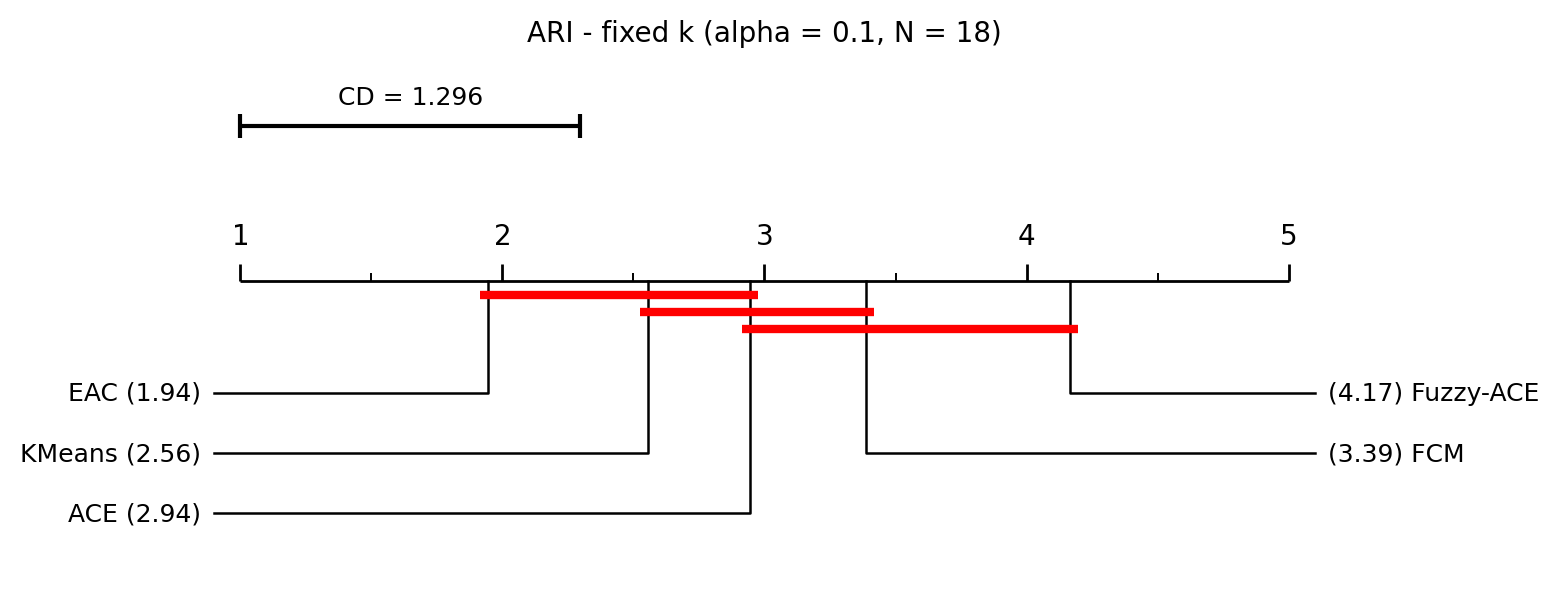 ARI - fixed k (alpha = 0.1, N = 18)
CD = 1.296
1 2 3 4 5
EAC (1.94) (4.17) Fuzzy-ACE
KMeans (2.56) (3.39) FCM
ACE (2.94)